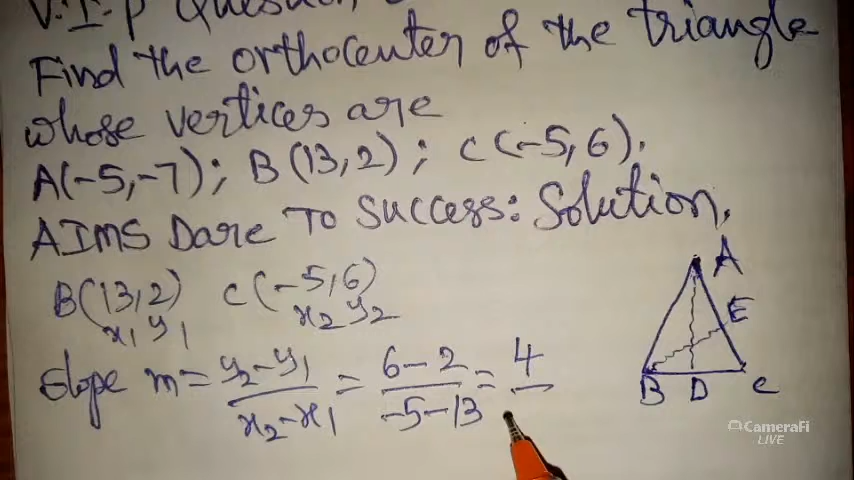 V.I.P Question
Find the orthocenter of the triangle
whose vertices are
A(-5,-7); B(13,2); C(-5,6).
AIMS Dare To Success: Solution.
B(13,2) C(-5,6)
x₁ y₁ x₂ y₂
Slope m = y₂-y₁/x₂-x₁ = 6-2/-5-13 = 4/
A
E
B D C
CameraFi
LIVE